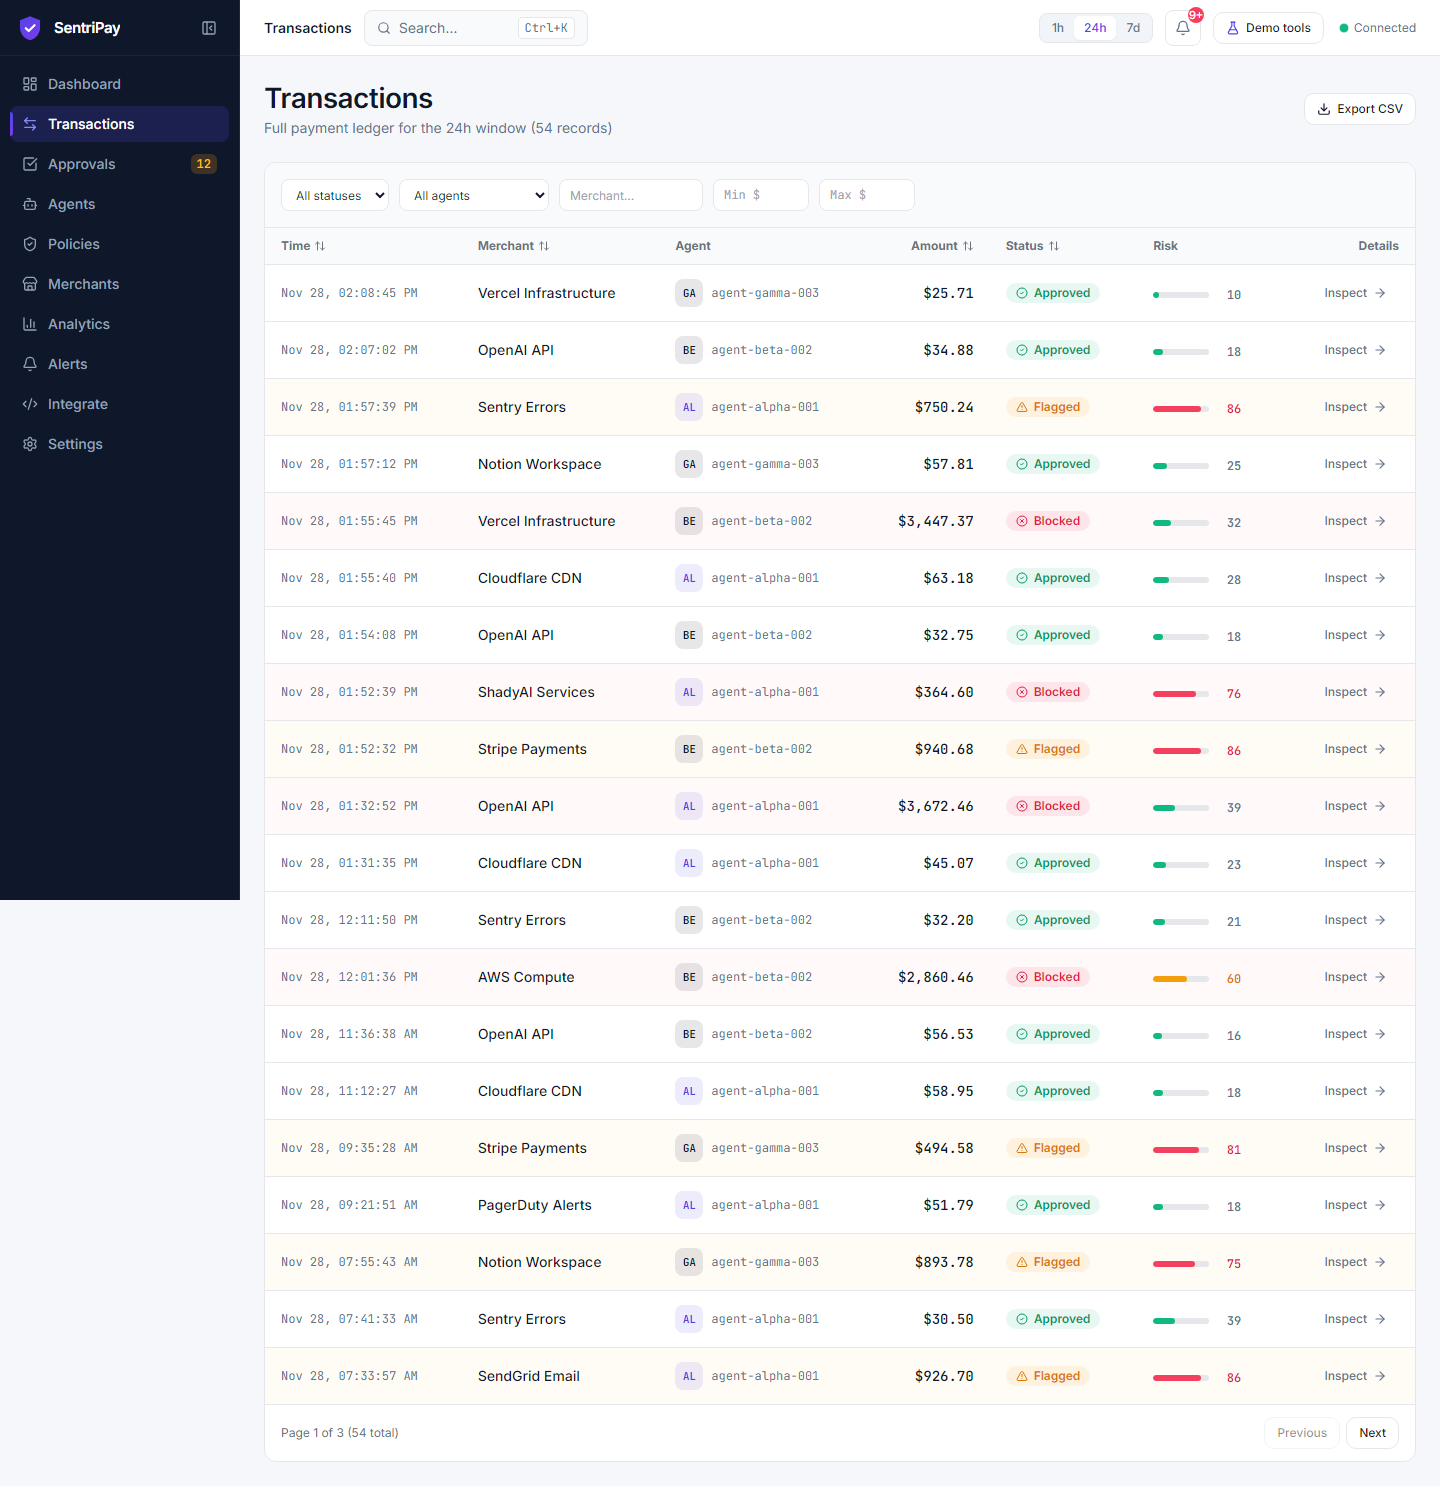 SentriPay
Transactions
Search...
Ctrl+K
1h
24h
7d
9+
Demo tools
Connected
Dashboard
Transactions
Approvals
12
Agents
Policies
Merchants
Analytics
Alerts
Integrate
Settings
Transactions
Full payment ledger for the 24h window (54 records)
Export CSV
All statuses
All agents
Merchant...
Min $
Max $
Time Merchant Agent Amount Status Risk Details
Nov 28, 02:08:45 PM Vercel Infrastructure GA agent-gamma-003 $25.71 Approved 10 Inspect
Nov 28, 02:07:02 PM OpenAI API BE agent-beta-002 $34.88 Approved 18 Inspect
Nov 28, 01:57:39 PM Sentry Errors AL agent-alpha-001 $750.24 Flagged 86 Inspect
Nov 28, 01:57:12 PM Notion Workspace GA agent-gamma-003 $57.81 Approved 25 Inspect
Nov 28, 01:55:45 PM Vercel Infrastructure BE agent-beta-002 $3,447.37 Blocked 32 Inspect
Nov 28, 01:55:40 PM Cloudflare CDN AL agent-alpha-001 $63.18 Approved 28 Inspect
Nov 28, 01:54:08 PM OpenAI API BE agent-beta-002 $32.75 Approved 18 Inspect
Nov 28, 01:52:39 PM ShadyAI Services AL agent-alpha-001 $364.60 Blocked 76 Inspect
Nov 28, 01:52:32 PM Stripe Payments BE agent-beta-002 $940.68 Flagged 86 Inspect
Nov 28, 01:32:52 PM OpenAI API AL agent-alpha-001 $3,672.46 Blocked 39 Inspect
Nov 28, 01:31:35 PM Cloudflare CDN AL agent-alpha-001 $45.07 Approved 23 Inspect
Nov 28, 12:11:50 PM Sentry Errors BE agent-beta-002 $32.20 Approved 21 Inspect
Nov 28, 12:01:36 PM AWS Compute BE agent-beta-002 $2,860.46 Blocked 60 Inspect
Nov 28, 11:36:38 AM OpenAI API BE agent-beta-002 $56.53 Approved 16 Inspect
Nov 28, 11:12:27 AM Cloudflare CDN AL agent-alpha-001 $58.95 Approved 18 Inspect
Nov 28, 09:35:28 AM Stripe Payments GA agent-gamma-003 $494.58 Flagged 81 Inspect
Nov 28, 09:21:51 AM PagerDuty Alerts AL agent-alpha-001 $51.79 Approved 18 Inspect
Nov 28, 07:55:43 AM Notion Workspace GA agent-gamma-003 $893.78 Flagged 75 Inspect
Nov 28, 07:41:33 AM Sentry Errors AL agent-alpha-001 $30.50 Approved 39 Inspect
Nov 28, 07:33:57 AM SendGrid Email AL agent-alpha-001 $926.70 Flagged 86 Inspect
Page 1 of 3 (54 total)
Previous
Next